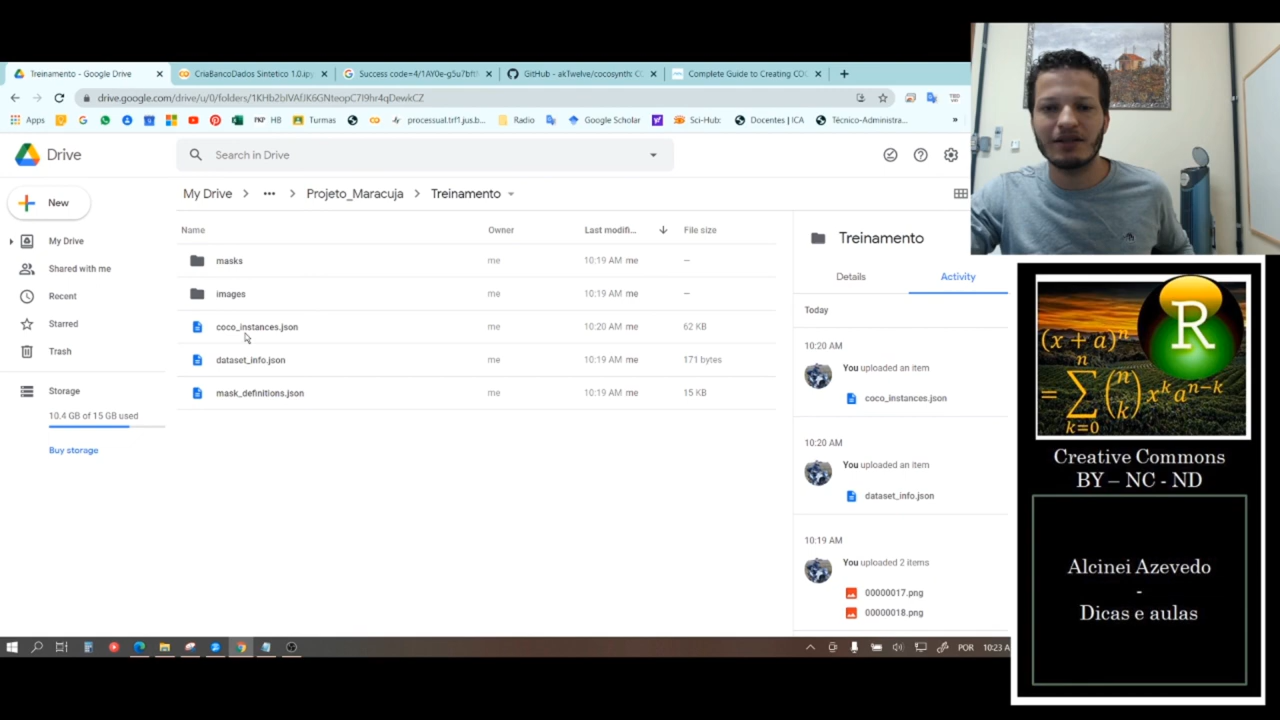 Treinamento - Google Drive
CriaBancoDados Sintetico 1.0.ipy
GitHub - akTwelve/cocosynth: CO
Complete Guide to Creating COC
drive.google.com/drive/u/0/folders/
Apps
PKP HB
Turmas
processual.trf1.jus.b...
Radio
Google Scholar
Sci-Hub:
Docentes | ICA
Técnico-Administra...
»
Drive
Search in Drive
My Drive
Projeto_Maracuja
Treinamento
New
Name
Owner
Last modifi...
File size
Treinamento
My Drive
masks
me
10:19 AM me
–
Shared with me
Details
Activity
Recent
images
me
10:19 AM me
–
Today
Starred
coco_instances.json
me
10:20 AM me
62 KB
10:20 AM
Trash
dataset_info.json
me
10:19 AM me
171 bytes
You uploaded an item
Storage
mask_definitions.json
me
10:19 AM me
15 KB
coco_instances.json
10.4 GB of 15 GB used
Buy storage
10:20 AM
You uploaded an item
dataset_info.json
10:19 AM
You uploaded 2 items
00000017.png
00000018.png
POR
10:23 A
R
(x + a)ⁿ
n
= ∑ (n k) xᵏ aⁿ⁻ᵏ
k=0
Creative Commons
BY – NC - ND
Alcinei Azevedo
-
Dicas e aulas